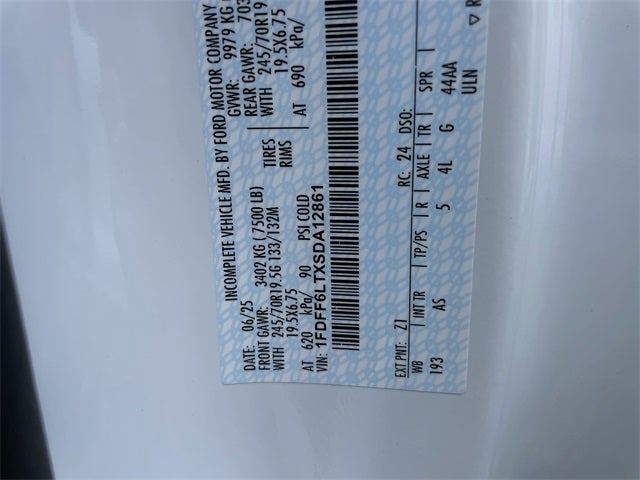 INCOMPLETE VEHICLE MFD. BY FORD MOTOR COMPANY
DATE: 06/25 GVWR: 9979 KG
FRONT GAWR: 3402 KG (7500 LB) REAR GAWR: 703
WITH 245/70R19.5G 133/132M TIRES WITH 245/70R19
19.5X6.75 RIMS 19.5X6.75
AT 620 kPa/ 90 PSI COLD AT 690 kPa/
VIN: 1FDFF6LTXSDA12861
EXT PNT: Z1 RC: 24 DSO:
WB INT TR TP/PS R AXLE TR SPR
193 AS 5 4L G 44AA
ULN